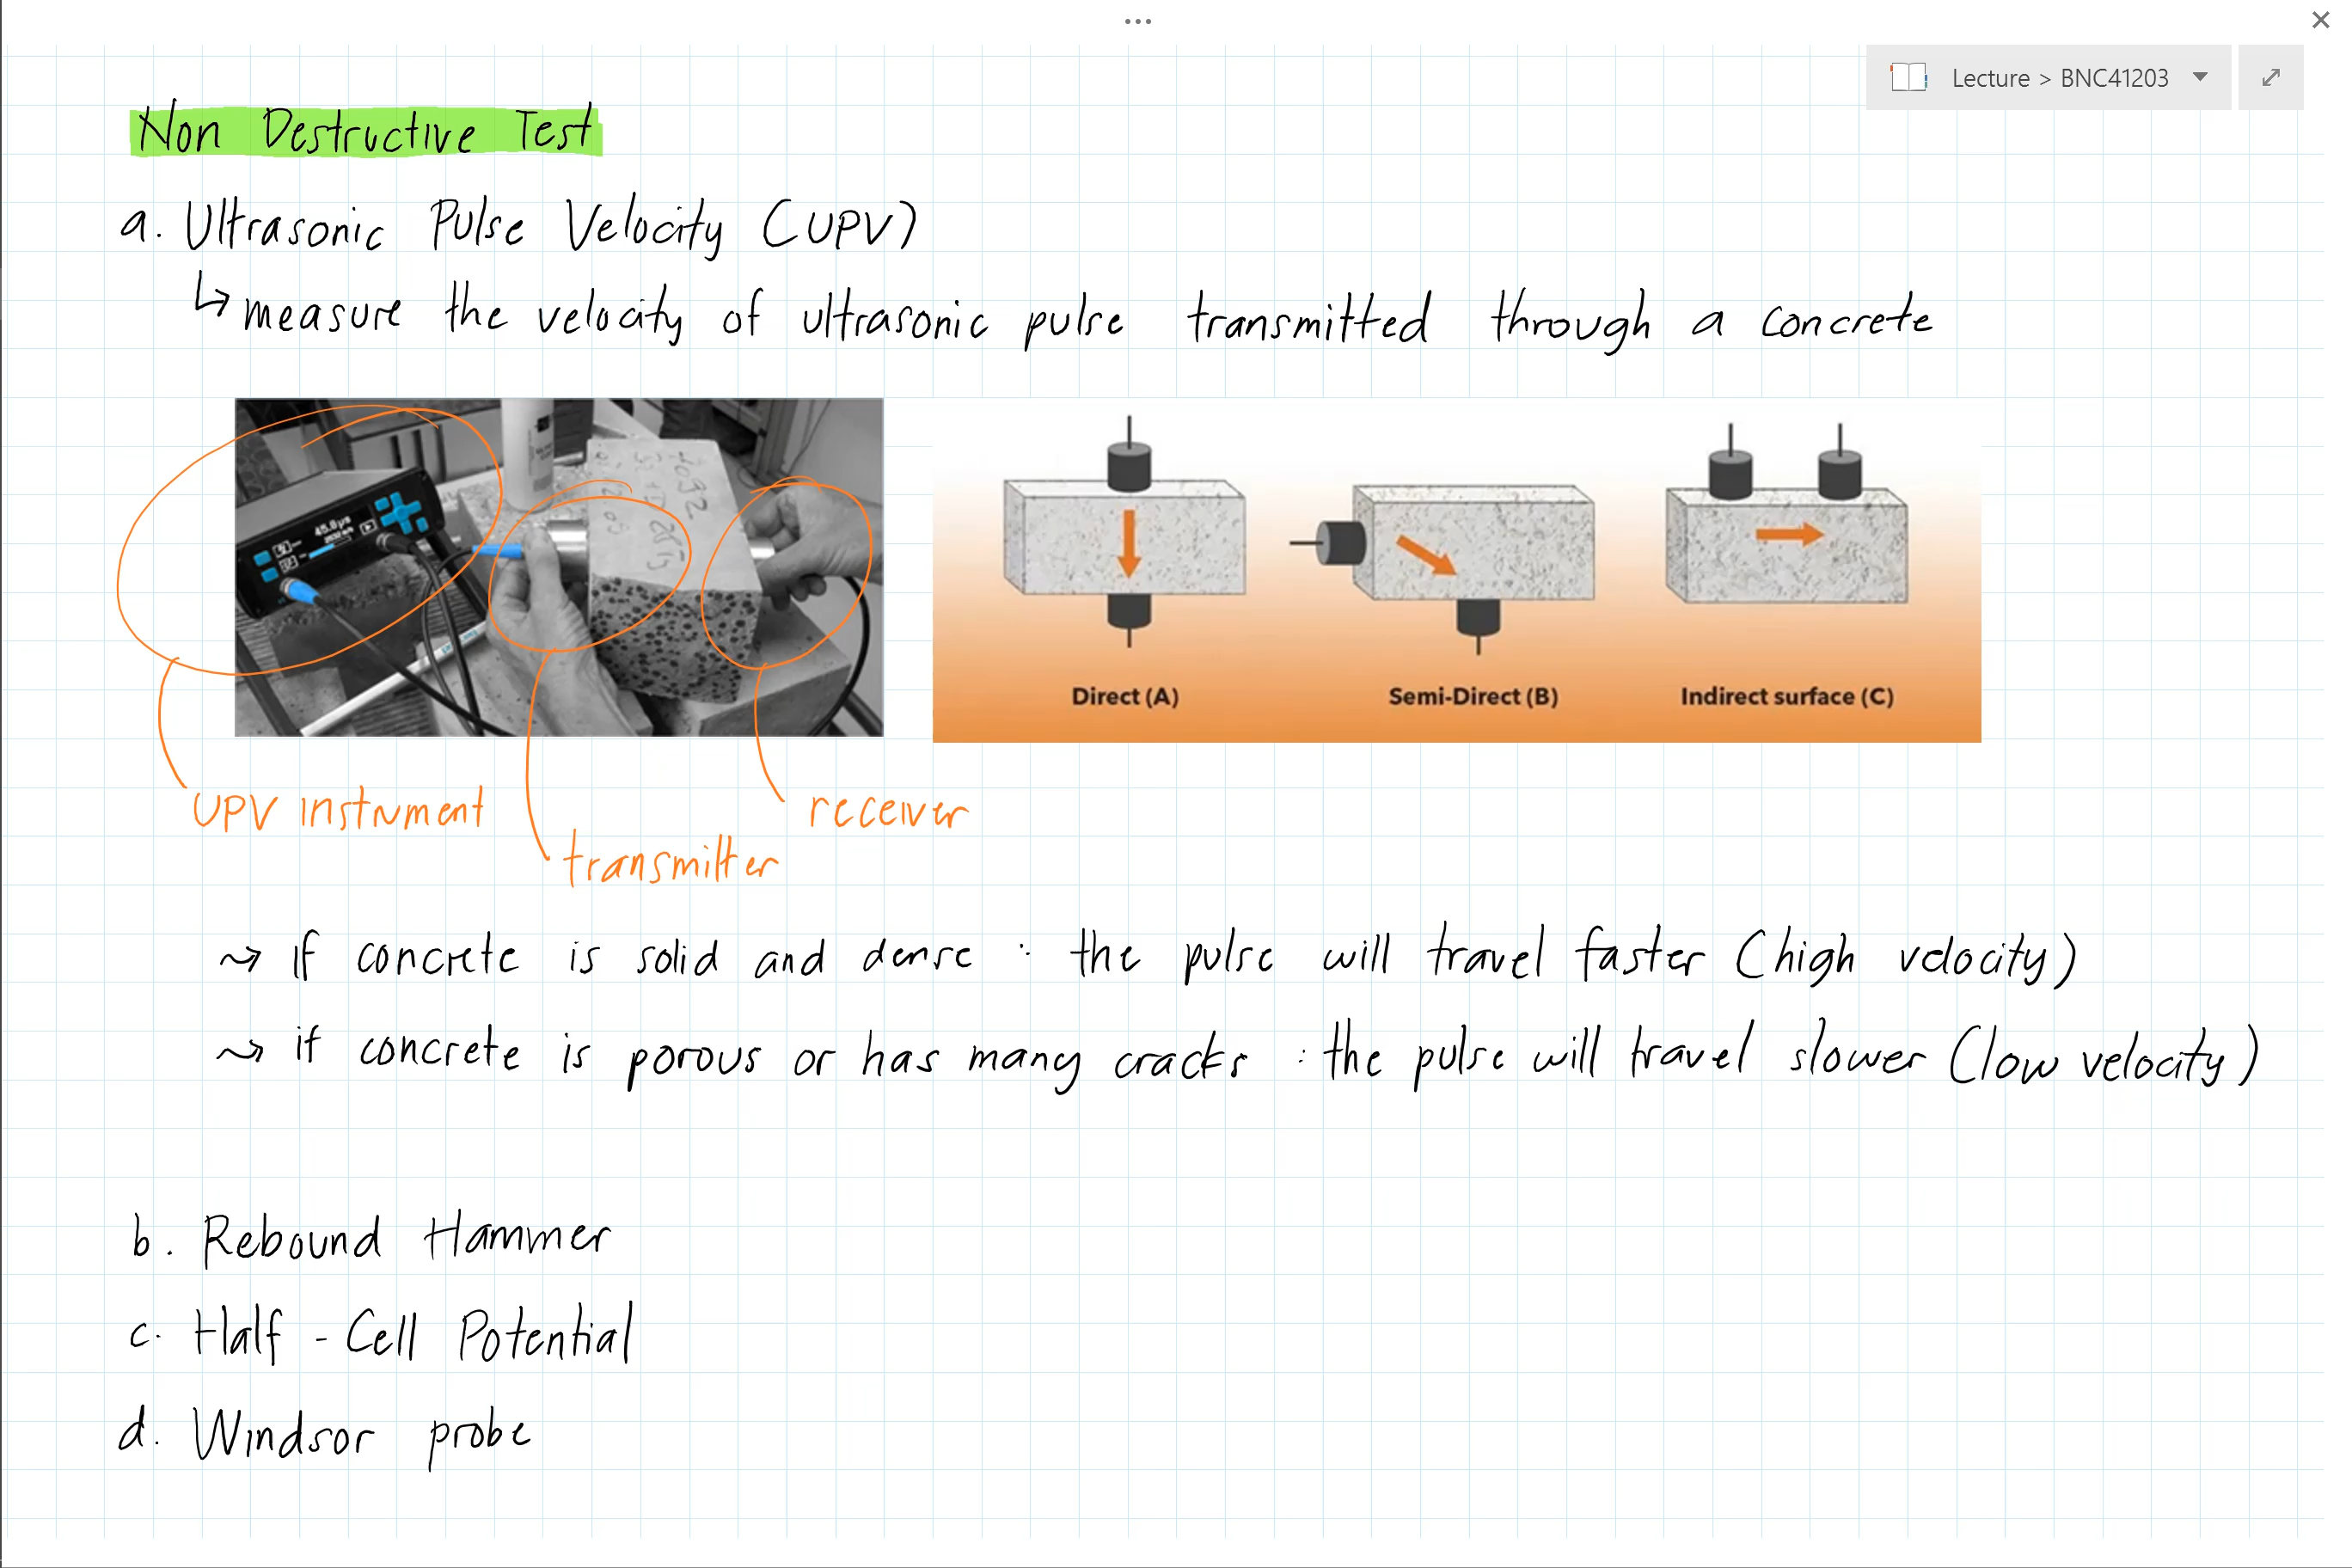 Lecture > BNC41203
Non Destructive Test
a. Ultrasonic Pulse Velocity (UPV)
↳ measure the velocity of ultrasonic pulse transmitted through a concrete
45.8µs
Direct (A)
Semi-Direct (B)
Indirect surface (C)
UPV instrument
receiver
transmitter
⤳ If concrete is solid and dense : the pulse will travel faster (high velocity)
⤳ if concrete is porous or has many cracks : the pulse will travel slower (low velocity)
b. Rebound Hammer
c. Half - Cell Potential
d. Windsor probe